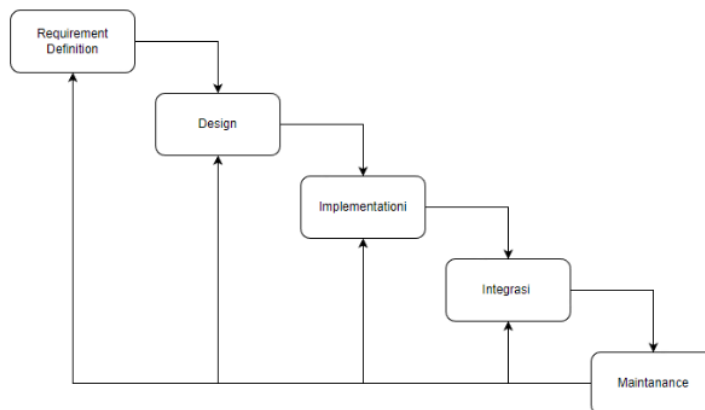 Requirement
Definition
Design
Implementationi
Integrasi
Maintanance